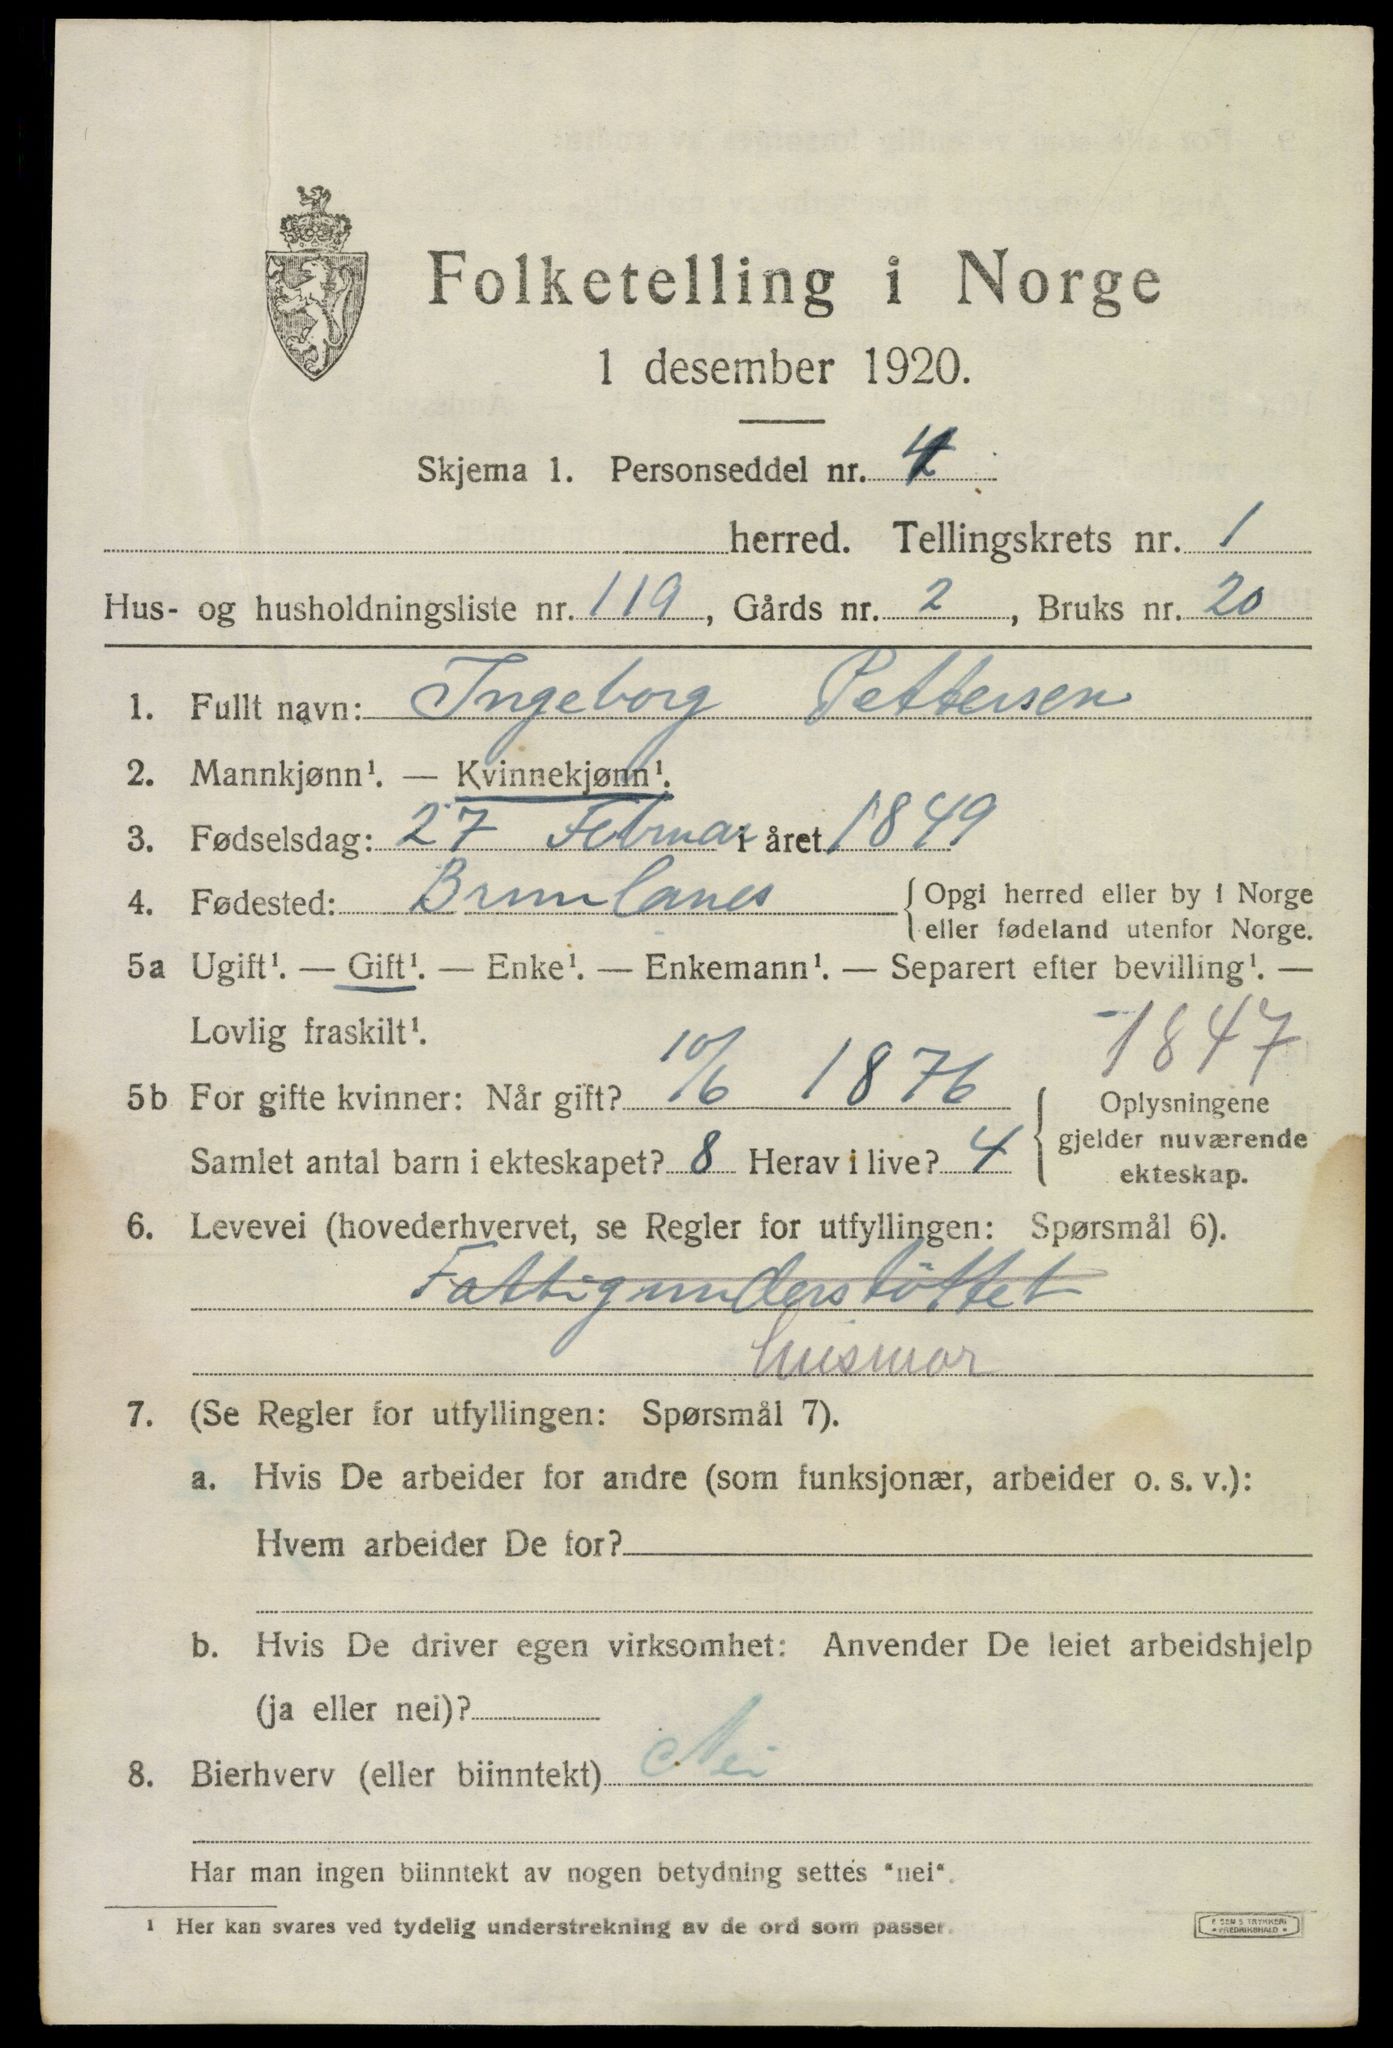 Folketelling i Norge
1 desember 1920.
Skjema 1. Personseddel nr. 4
herred. Tellingskrets nr. 1
Hus- og husholdningsliste nr. 119, Gårds nr. 2, Bruks nr. 20
1. Fullt navn: Ingeborg Pettersen
2. Mannkjønn¹. — Kvinnekjønn¹.
3. Fødselsdag: 27 Februar i året 1849
4. Fødested: Brunlanes {Opgi herred eller by i Norge
eller fødeland utenfor Norge.
5a Ugift¹. — Gift¹. — Enke¹. — Enkemann¹. — Separert efter bevilling¹. —
Lovlig fraskilt¹. 1847
5b For gifte kvinner: Når gift? 10/6 1876 { Oplysningene
gjelder nuværende
Samlet antal barn i ekteskapet? 8 Herav i live? 4 ekteskap.
6. Levevei (hovederhvervet, se Regler for utfyllingen: Spørsmål 6).
Fattigunderstöttet
husmor
7. (Se Regler for utfyllingen: Spørsmål 7).
a. Hvis De arbeider for andre (som funksjonær, arbeider o. s. v.):
Hvem arbeider De for?
b. Hvis De driver egen virksomhet: Anvender De leiet arbeidshjelp
(ja eller nei)?
8. Bierhverv (eller biinntekt) Nei
Har man ingen biinntekt av nogen betydning settes "nei".
¹ Her kan svares ved tydelig understrekning av de ord som passer.
TRYKKERI
FREDRIKSHALD